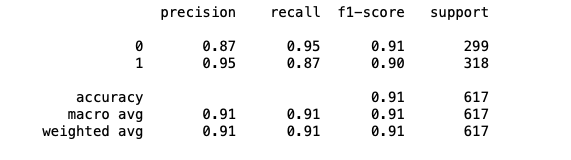 precision recall f1-score support
0 0.87 0.95 0.91 299
1 0.95 0.87 0.90 318
accuracy 0.91 617
macro avg 0.91 0.91 0.91 617
weighted avg 0.91 0.91 0.91 617